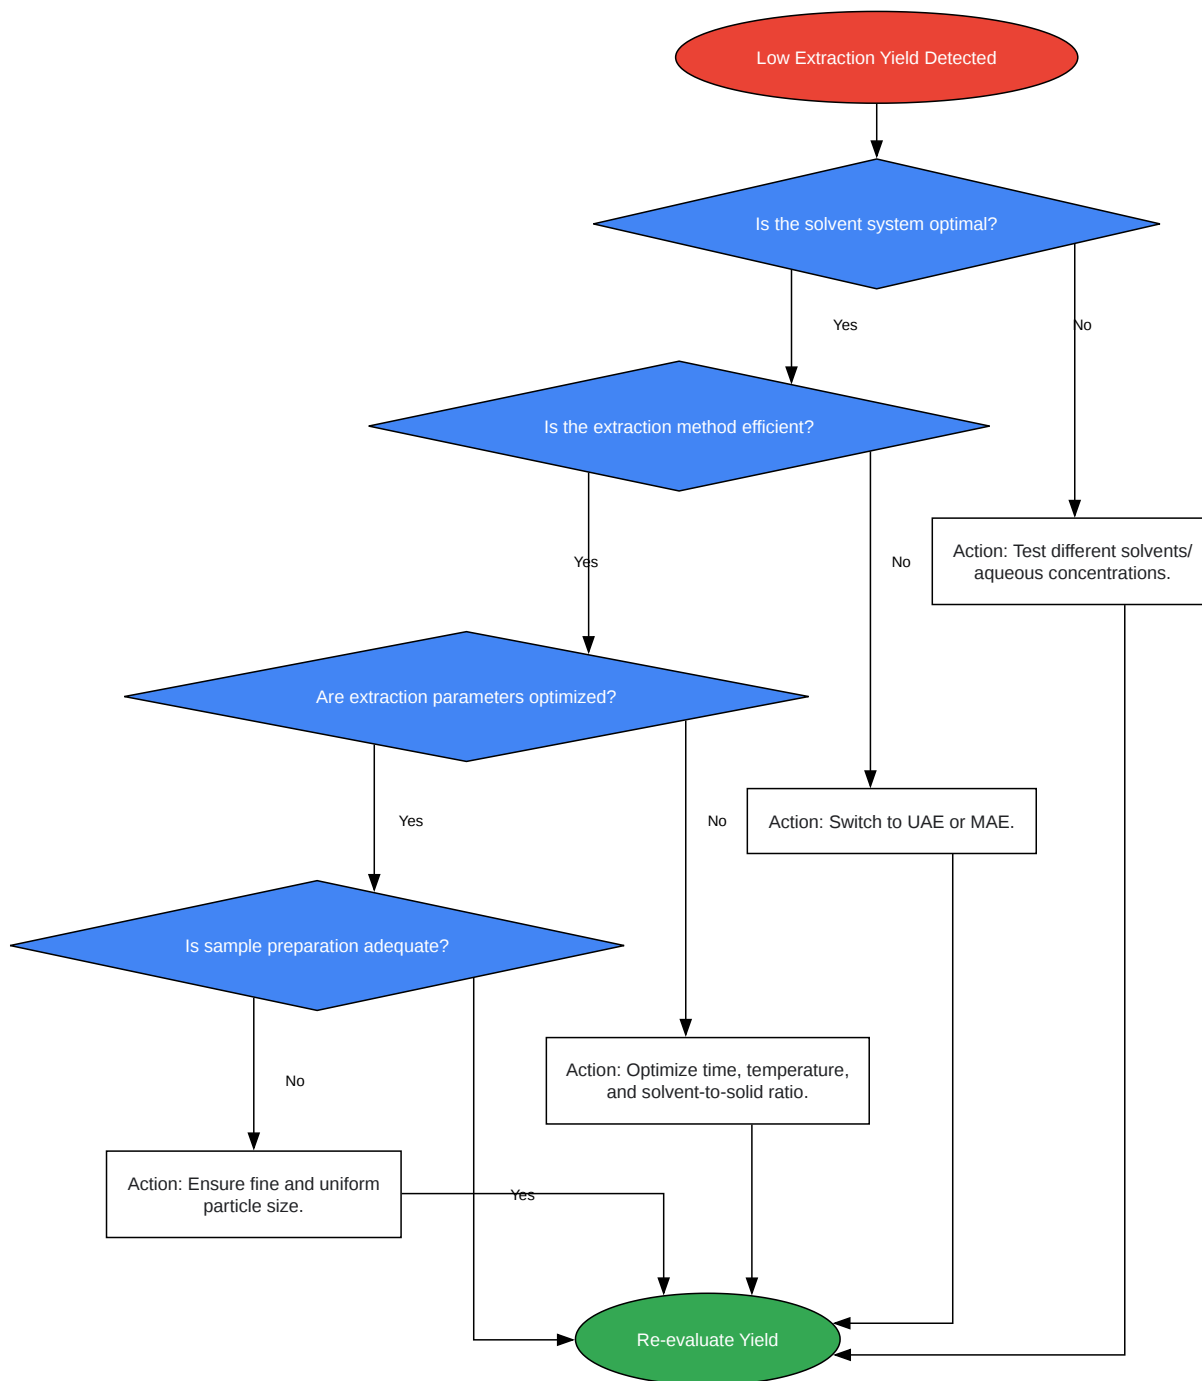 Low Extraction Yield Detected
Is the solvent system optimal?
Yes
No
Is the extraction method efficient?
Action: Test different solvents/
aqueous concentrations.
Yes
No
Are extraction parameters optimized?
Action: Switch to UAE or MAE.
Yes
No
Is sample preparation adequate?
Action: Optimize time, temperature,
and solvent-to-solid ratio.
No
Action: Ensure fine and uniform
particle size.
Yes
Re-evaluate Yield